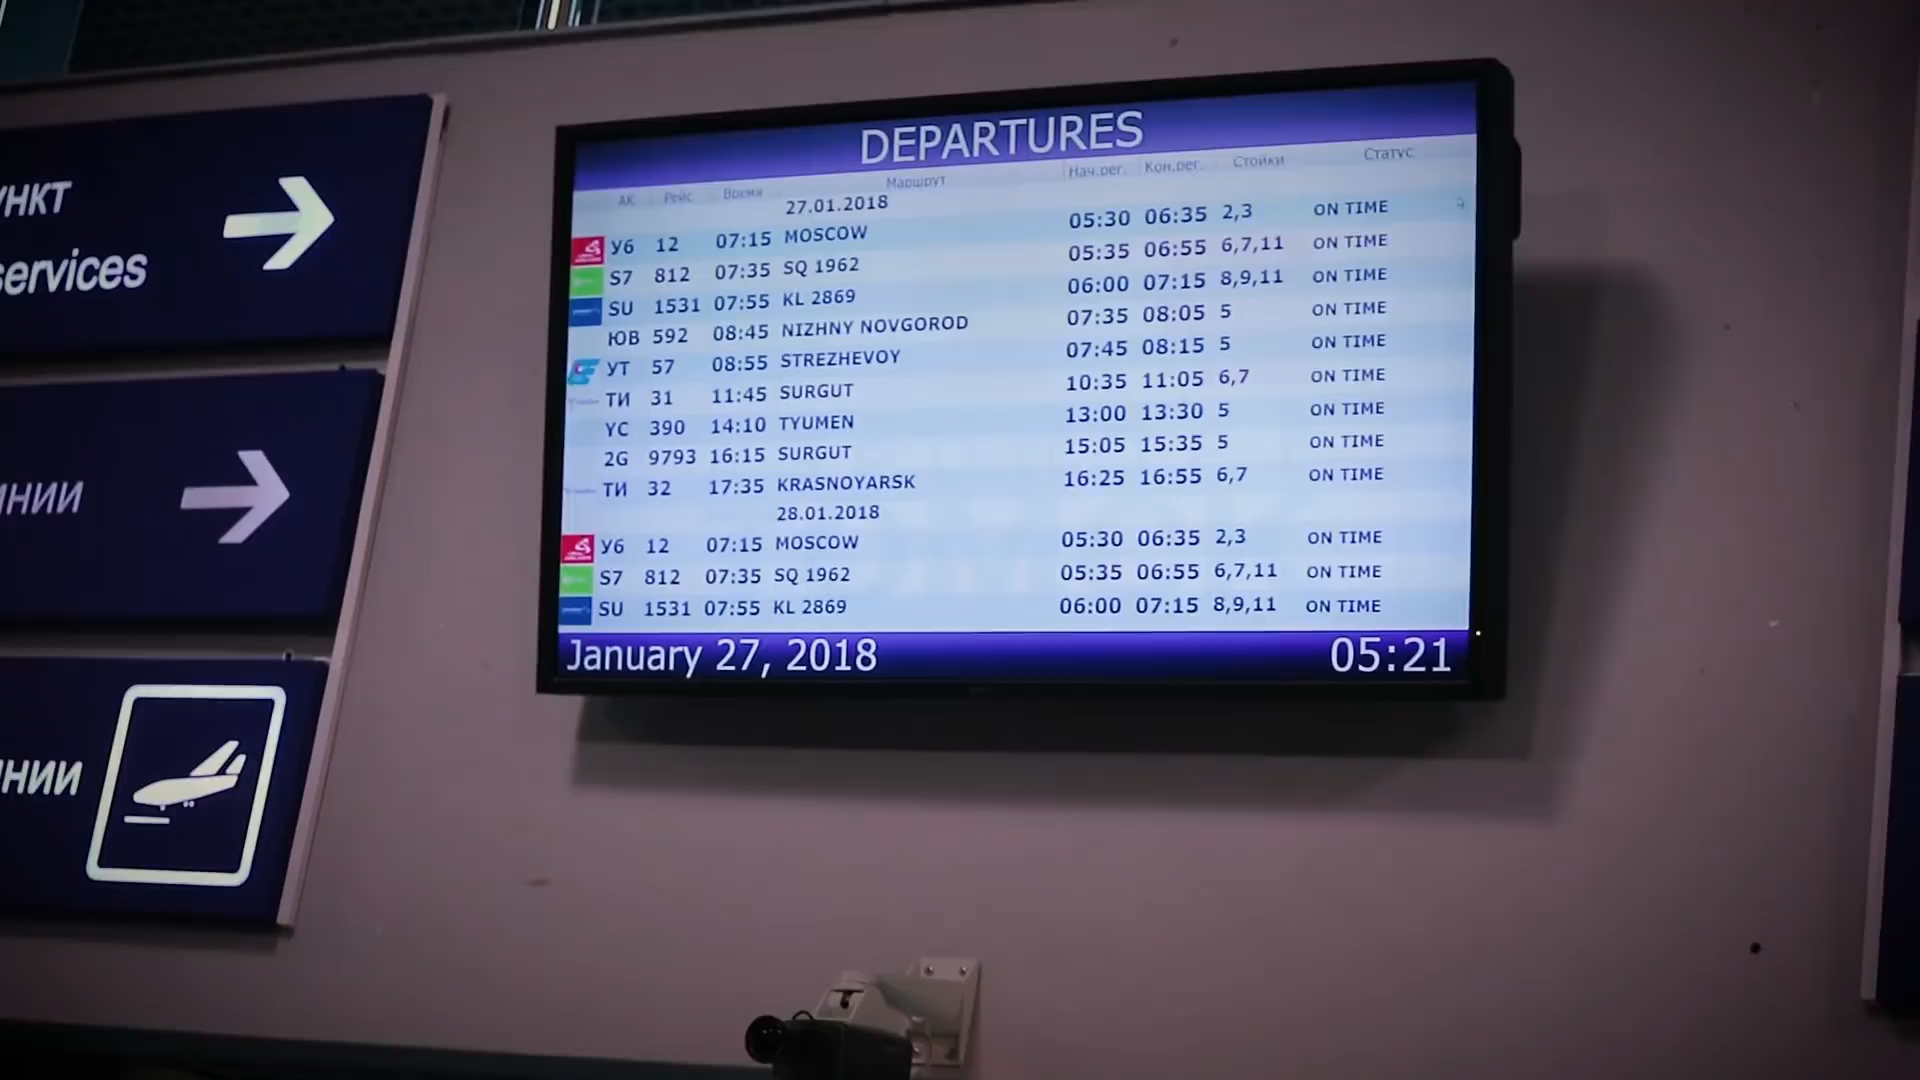 УНКТ
services
нии
нии
DEPARTURES
АК Рейс Время Маршрут Нач.рег. Кон.рег. Стойки Статус
27.01.2018
У6 12 07:15 MOSCOW 05:30 06:35 2,3 ON TIME
S7 812 07:35 SQ 1962 05:35 06:55 6,7,11 ON TIME
SU 1531 07:55 KL 2869 06:00 07:15 8,9,11 ON TIME
ЮВ 592 08:45 NIZHNY NOVGOROD 07:35 08:05 5 ON TIME
УТ 57 08:55 STREZHEVOY 07:45 08:15 5 ON TIME
ТИ 31 11:45 SURGUT 10:35 11:05 6,7 ON TIME
YC 390 14:10 TYUMEN 13:00 13:30 5 ON TIME
2G 9793 16:15 SURGUT 15:05 15:35 5 ON TIME
ТИ 32 17:35 KRASNOYARSK 16:25 16:55 6,7 ON TIME
28.01.2018
У6 12 07:15 MOSCOW 05:30 06:35 2,3 ON TIME
S7 812 07:35 SQ 1962 05:35 06:55 6,7,11 ON TIME
SU 1531 07:55 KL 2869 06:00 07:15 8,9,11 ON TIME
January 27, 2018 05:21